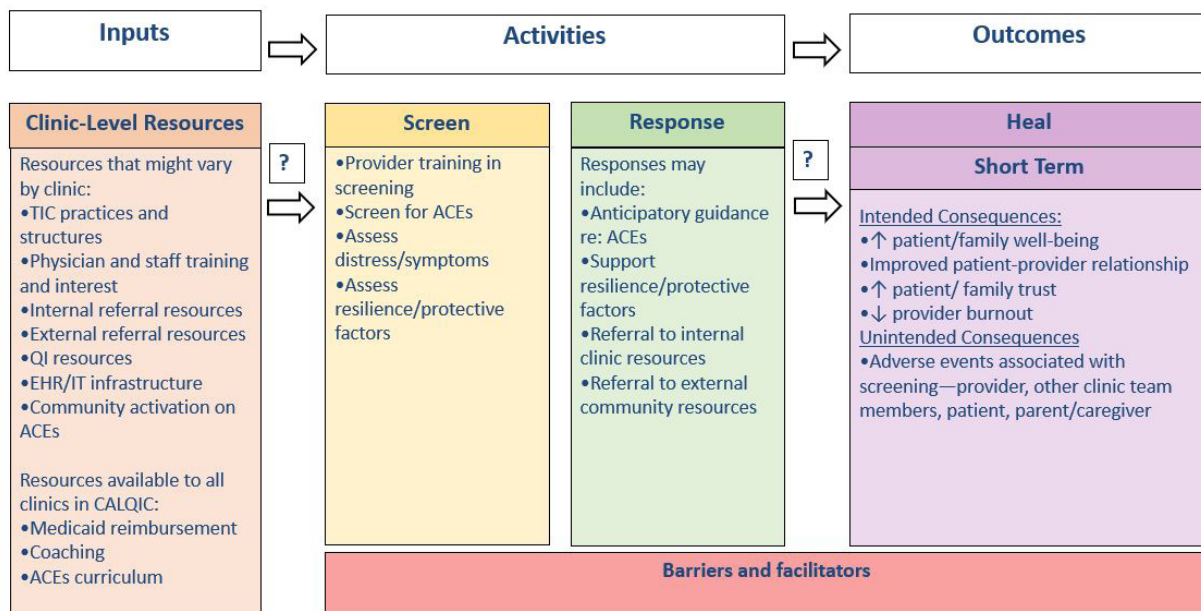 Inputs
Activities
Outcomes
Clinic-Level Resources
Resources that might vary
by clinic:
•TIC practices and
structures
•Physician and staff training
and interest
•Internal referral resources
•External referral resources
•QI resources
•EHR/IT infrastructure
•Community activation on
ACEs
Resources available to all
clinics in CALQIC:
•Medicaid reimbursement
•Coaching
•ACEs curriculum
?
Screen
•Provider training in
screening
•Screen for ACEs
•Assess
distress/symptoms
•Assess
resilience/protective
factors
Response
Responses may
include:
•Anticipatory guidance
re: ACEs
•Support
resilience/protective
factors
•Referral to internal
clinic resources
•Referral to external
community resources
?
Heal
Short Term
Intended Consequences:
•↑ patient/family well-being
•Improved patient-provider relationship
•↑ patient/ family trust
•↓ provider burnout
Unintended Consequences
•Adverse events associated with
screening—provider, other clinic team
members, patient, parent/caregiver
Barriers and facilitators